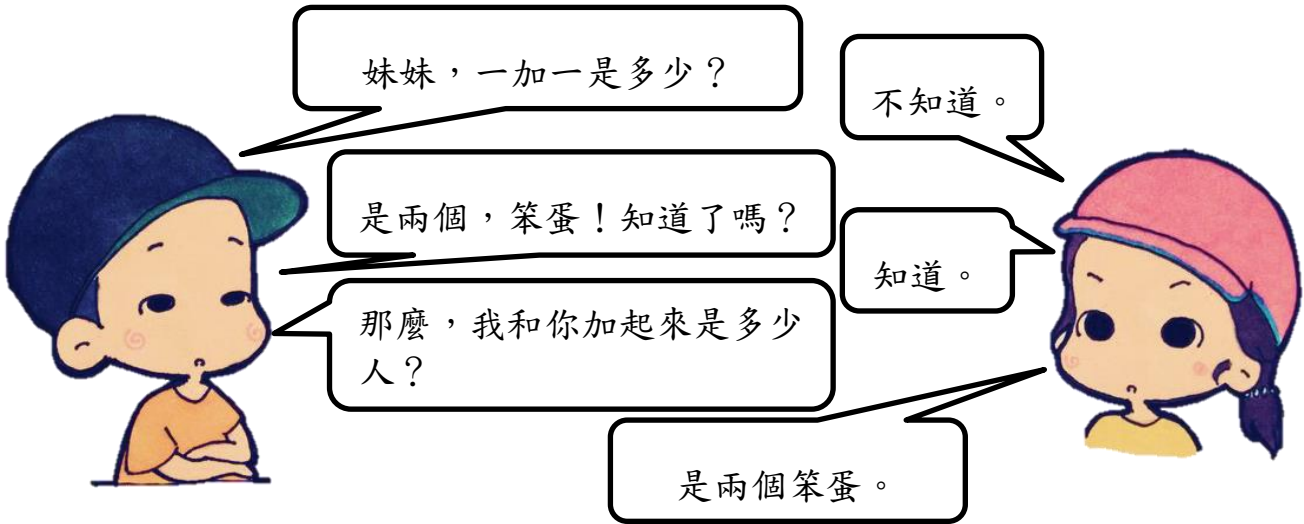 妹妹，一加一是多少？
不知道。
是兩個，笨蛋！知道了嗎？
知道。
那麼，我和你加起來是多少
人？
是兩個笨蛋。